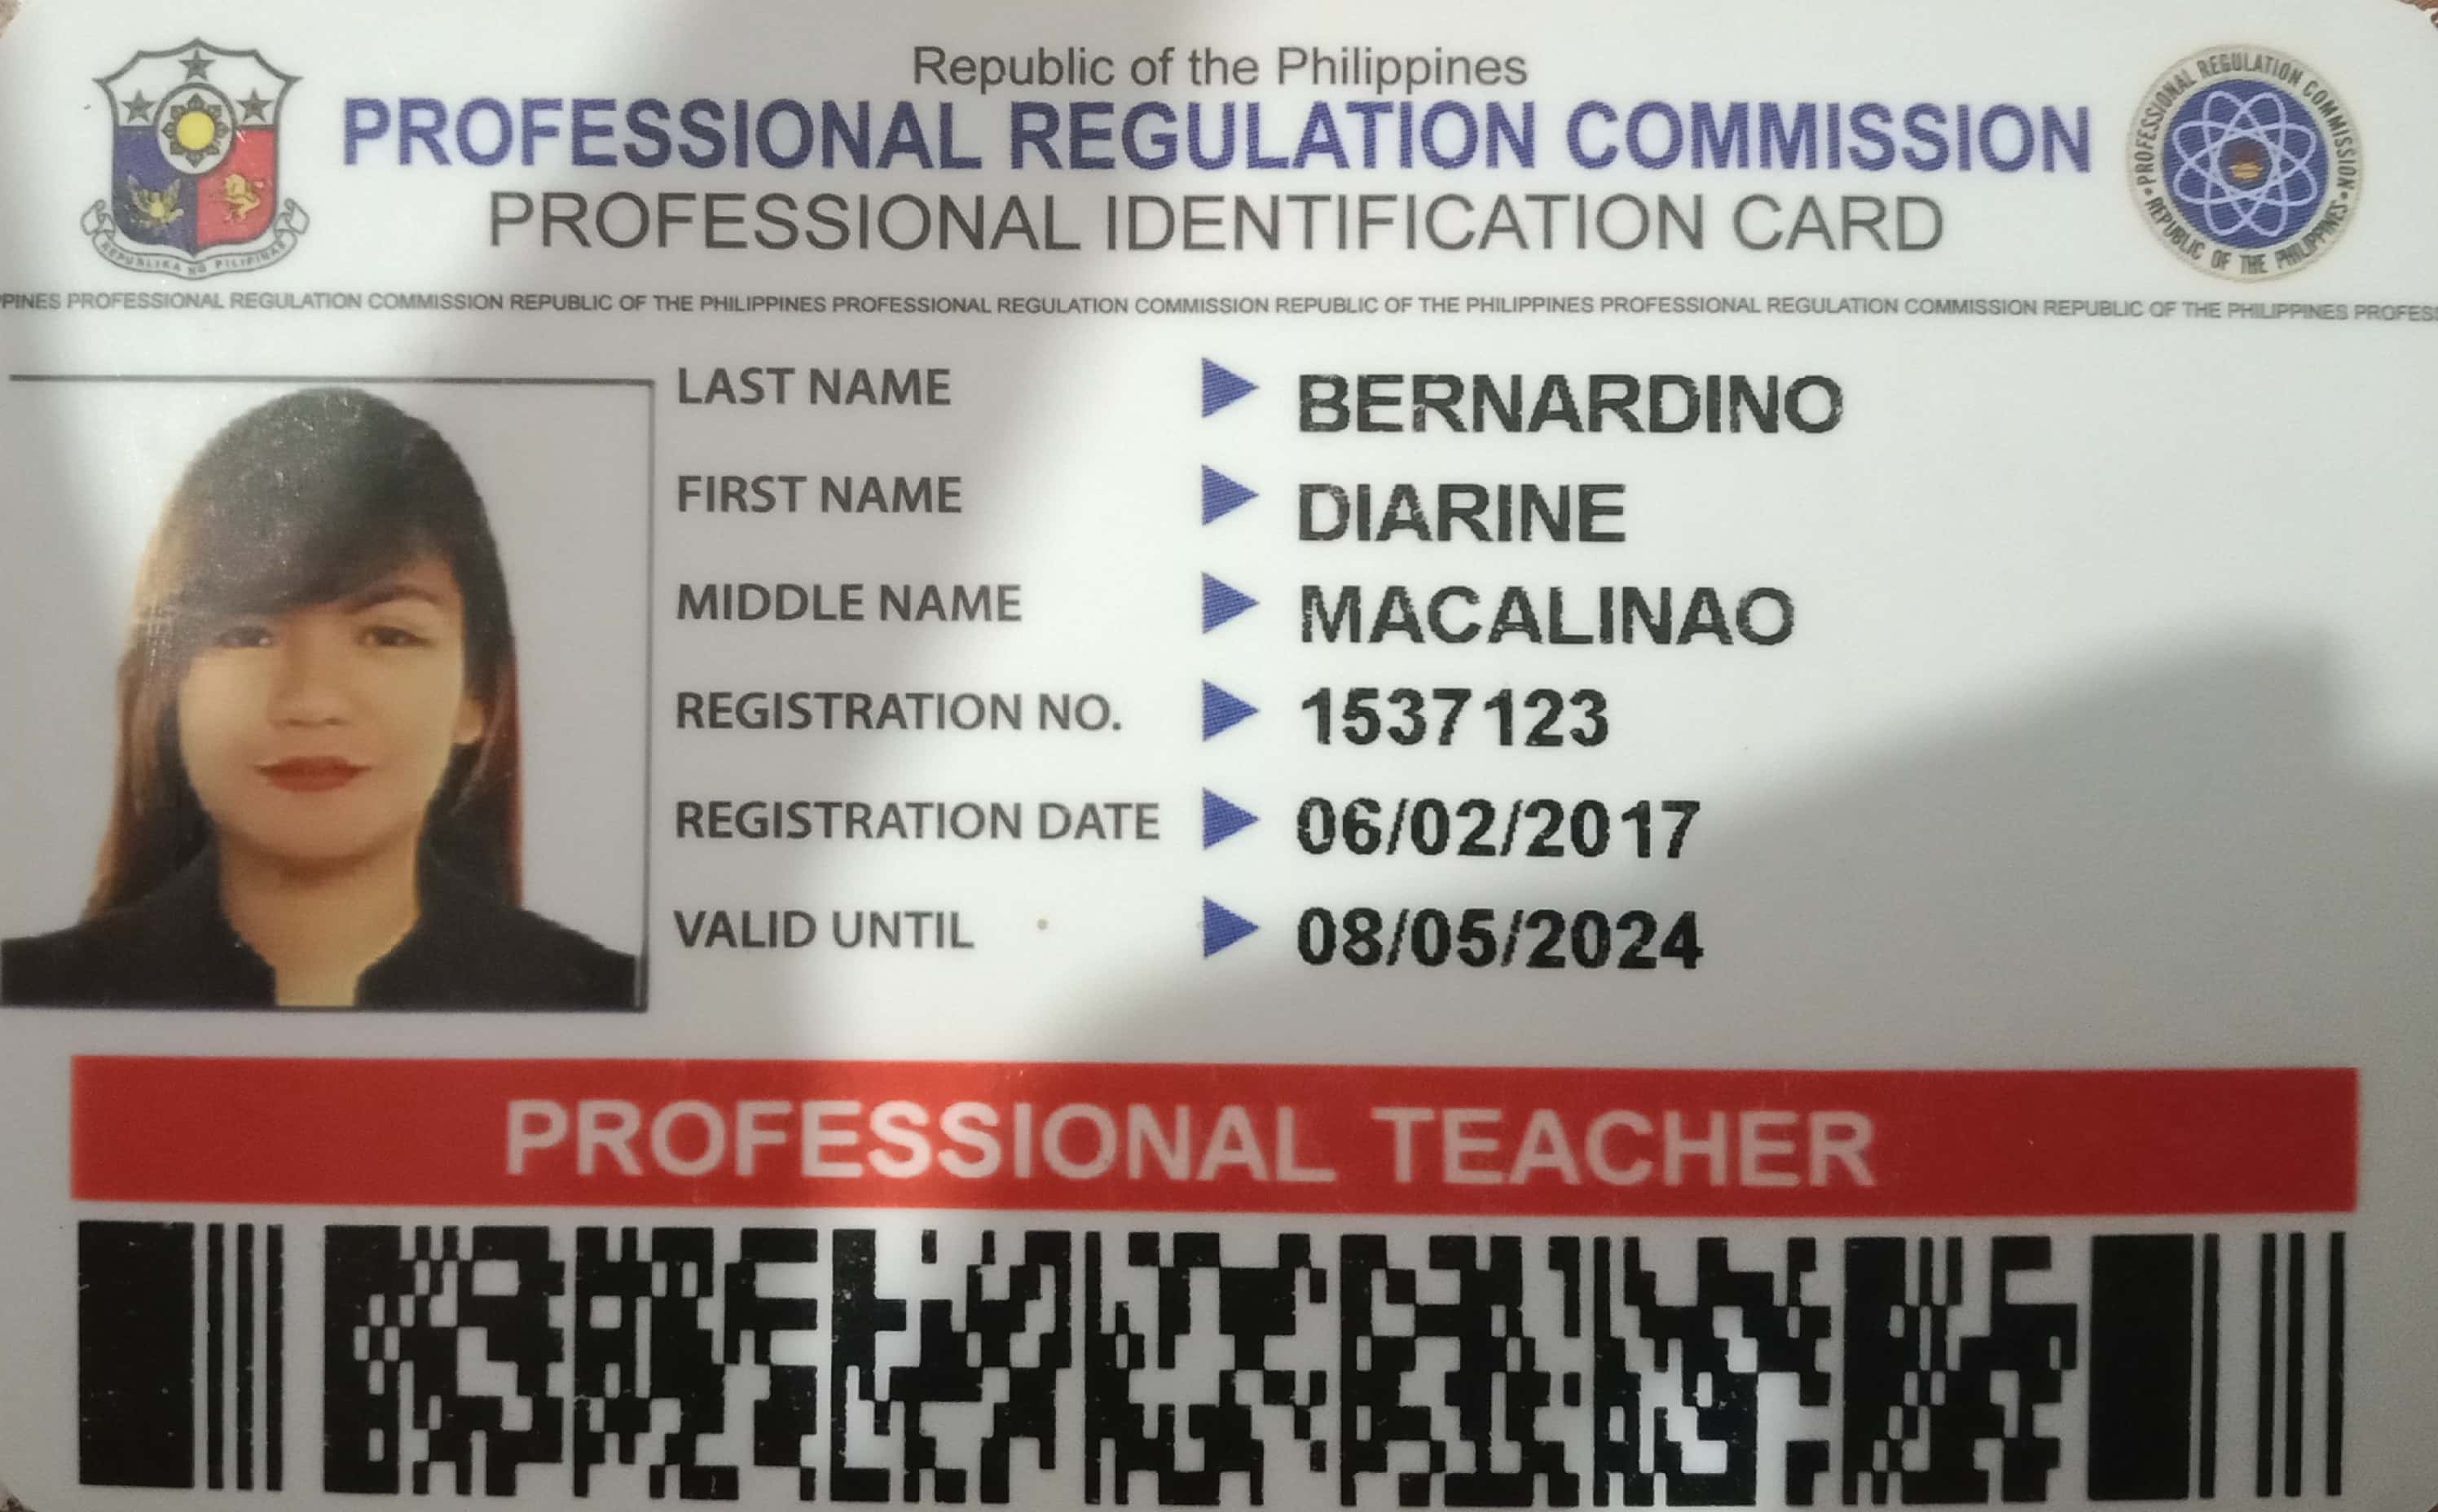 Republic of the Philippines
PROFESSIONAL REGULATION COMMISSION
PROFESSIONAL IDENTIFICATION CARD
REPUBLIKA NG PILIPINAS
• PROFESSIONAL REGULATION COMMISSION • REPUBLIC OF THE PHILIPPINES
PINES PROFESSIONAL REGULATION COMMISSION REPUBLIC OF THE PHILIPPINES PROFESSIONAL REGULATION COMMISSION REPUBLIC OF THE PHILIPPINES PROFESSIONAL REGULATION COMMISSION REPUBLIC OF THE PHILIPPINES PROFES
LAST NAME BERNARDINO
FIRST NAME DIARINE
MIDDLE NAME MACALINAO
REGISTRATION NO. 1537123
REGISTRATION DATE 06/02/2017
VALID UNTIL 08/05/2024
PROFESSIONAL TEACHER